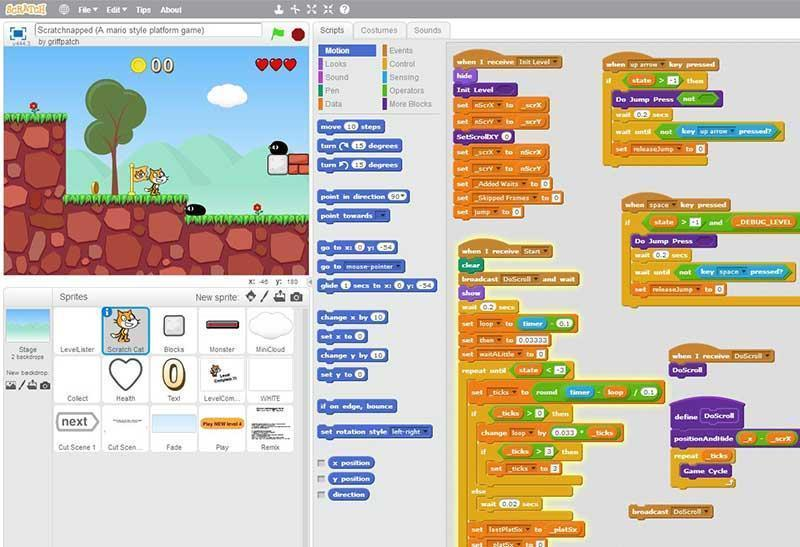 SCRATCH
File
Edit
Tips
About
Scratchnapped (A mario style platform game)
by griffpatch
00
x: -46 y: 180
Sprites
New sprite:
Stage
2 backdrops
New backdrop:
LevelLister
Scratch Cat
Blocks
Monster
MiniCloud
Collect
Health
Text
LevelCom...
WHITE
next
Play NEW level 4
Cut Scene 1
Cut Scen...
Fade
Play
Remix
Scripts
Costumes
Sounds
Motion
Events
Looks
Control
Sound
Sensing
Pen
Operators
Data
More Blocks
move 10 steps
turn 15 degrees
turn 15 degrees
point in direction 90
point towards
go to x: 0 y: -54
go to mouse-pointer
glide 1 secs to x: 0 y: -54
change x by 10
set x to 0
change y by 10
set y to 0
if on edge, bounce
set rotation style left-right
x position
y position
direction
when I receive Init Level
hide
Init Level
set nScrX to _scrX
set nScrY to _scrY
SetScrollXY 0
set _scrX to nScrX
set _scrY to nScrY
set _Added Waits to 0
set _Skipped Frames to 0
set jump to 0
when I receive Start
clear
broadcast DoScroll and wait
show
wait 0.2 secs
set loop to timer - 0.1
set then to 0.03333
set waitALittle to 0
repeat until state < -3
set _ticks to round timer - loop / 0.1
if _ticks > 0 then
change loop by 0.033 * _ticks
if _ticks > 3 then
set _ticks to 3
else
wait 0.02 secs
set lastPlatSx to _platSx
set _platSx to 0
when up arrow key pressed
if state > -1 then
Do Jump Press not
wait 0.2 secs
wait until not key up arrow pressed?
set releaseJump to 0
when space key pressed
if state > -1 and _DEBUG_LEVEL
Do Jump Press
wait 0.2 secs
wait until not key space pressed?
set releaseJump to 0
when I receive DoScroll
DoScroll
define DoScroll
positionAndHide _x - _scrX
repeat _ticks
Game Cycle
broadcast DoScroll